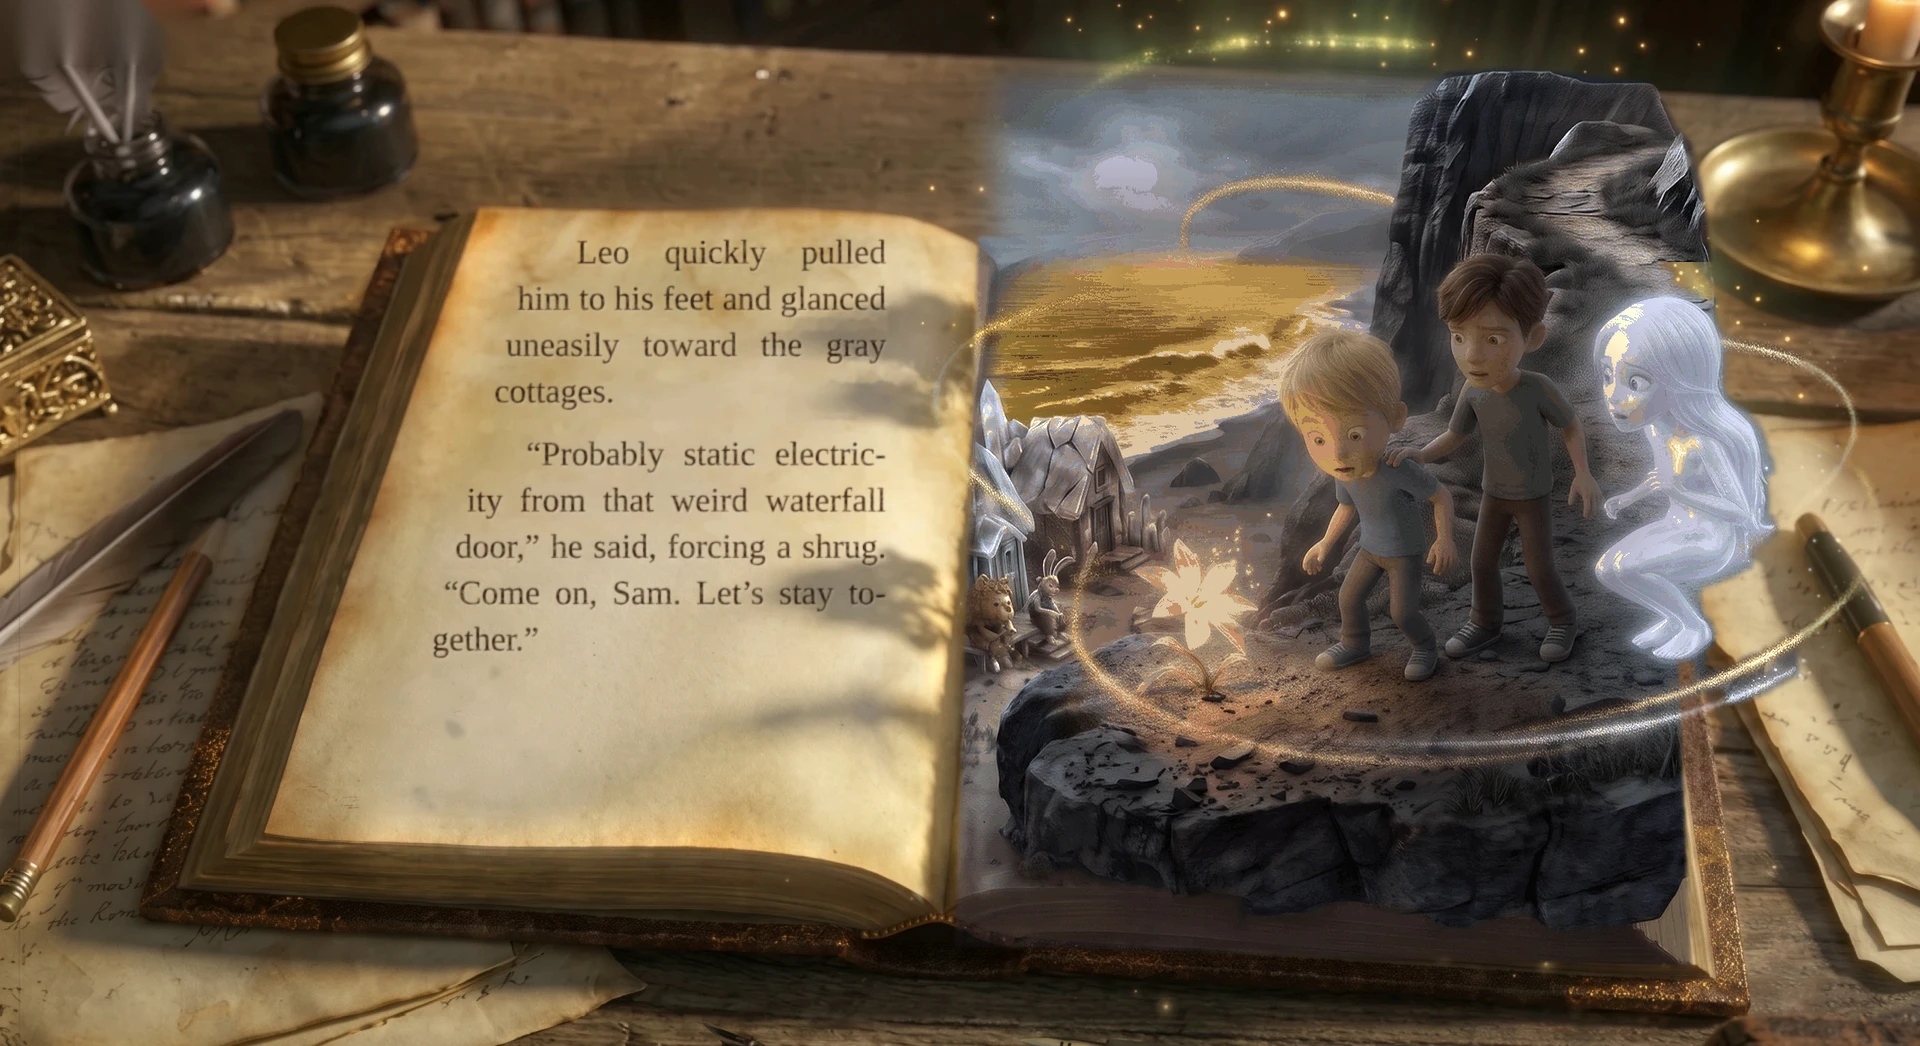 Leo quickly pulled
him to his feet and glanced
uneasily toward the gray
cottages.
“Probably static electric-
ity from that weird waterfall
door,” he said, forcing a shrug.
“Come on, Sam. Let’s stay to-
gether.”